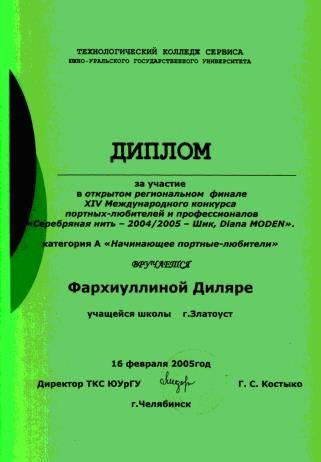 ТЕХНОЛОГИЧЕСКИЙ КОЛЛЕДЖ СЕРВИСА
ЮЖНО-УРАЛЬСКОГО ГОСУДАРСТВЕННОГО УНИВЕРСИТЕТА
ДИПЛОМ
за участие
в открытом региональном финале
XIV Международного конкурса
портных-любителей и профессионалов
«Серебряная нить – 2004/2005 – Шик, Diana MODEN».
категория А «Начинающее портные-любители»
ВРУЧАЕТСЯ
Фархиуллиной Диляре
учащейся школы г.Златоуст
16 февраля 2005год
Директор ТКС ЮУрГУ Г. С. Костыко
г.Челябинск